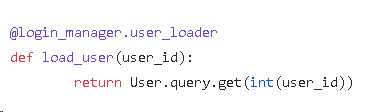 @login_manager.user_loader
def load_user(user_id):
        return User.query.get(int(user_id))